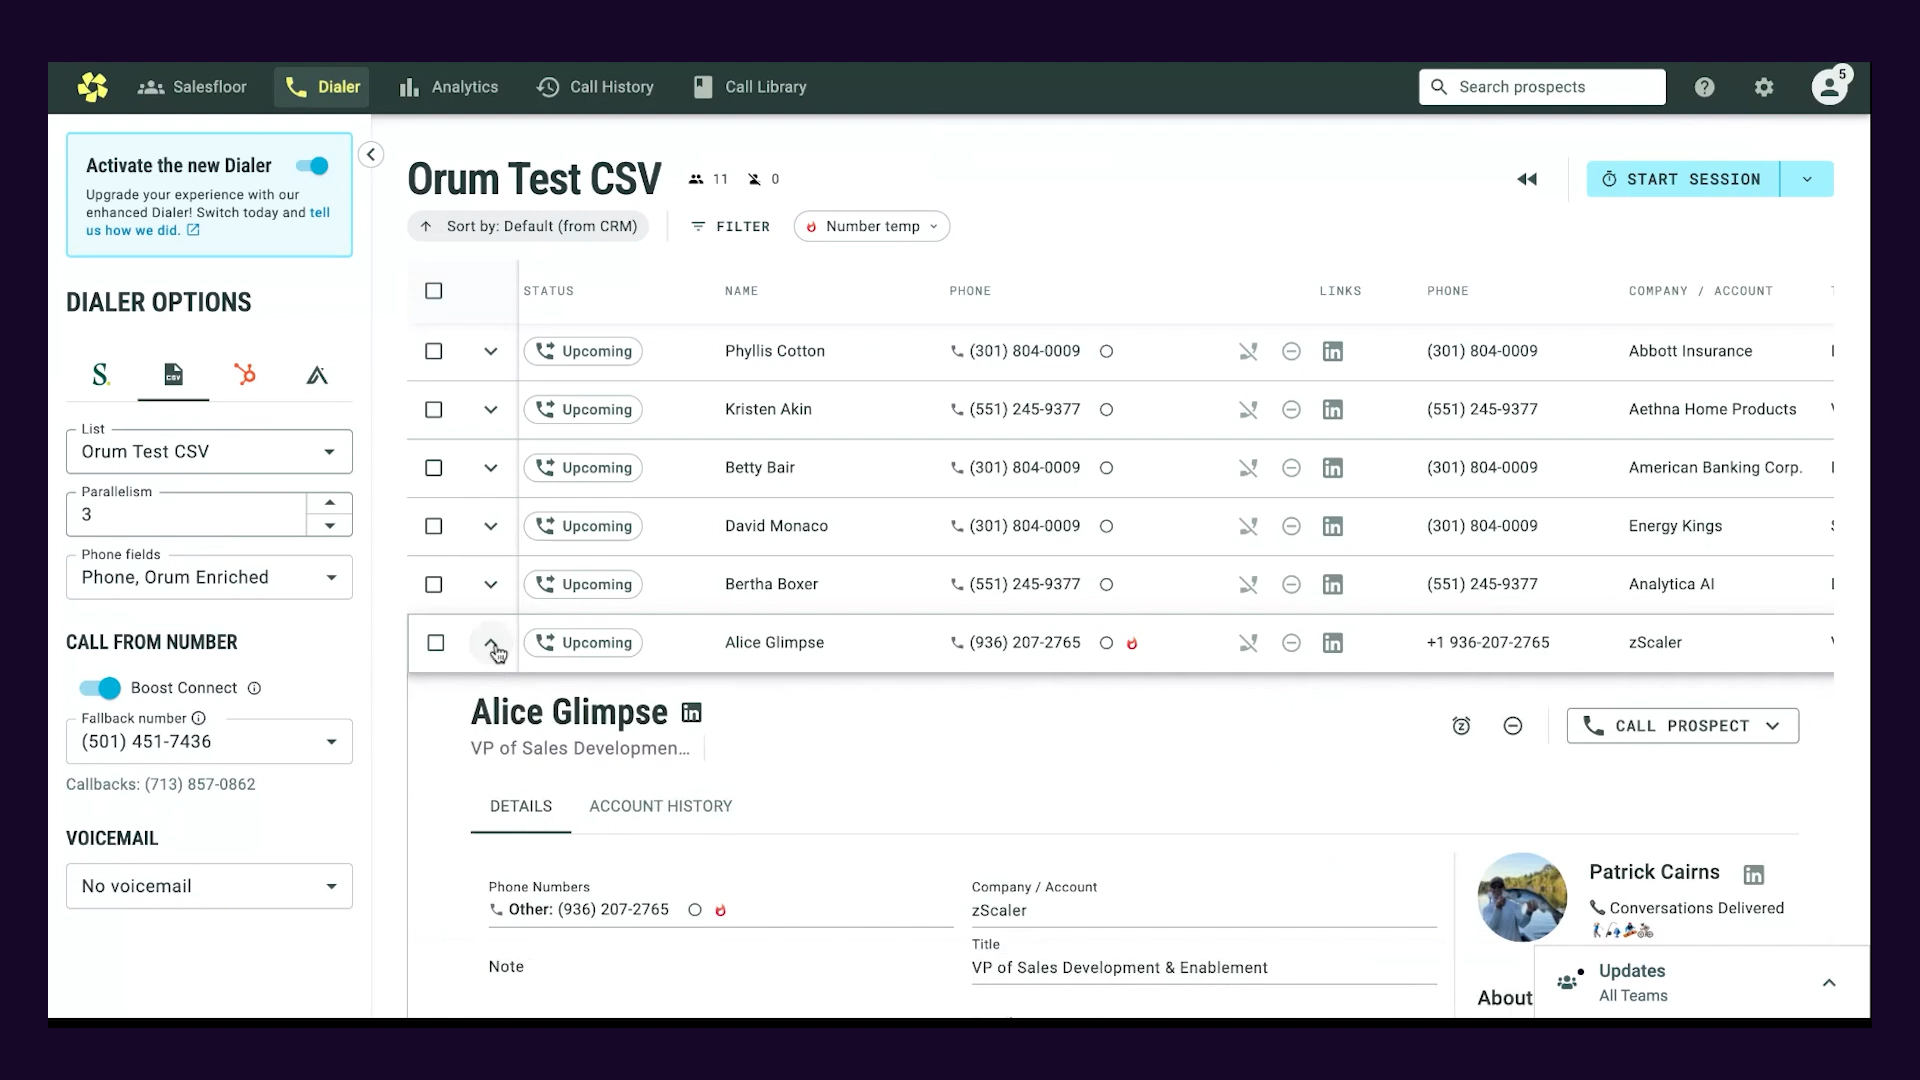 Salesfloor
Dialer
Analytics
Call History
Call Library
Search prospects
5
Activate the new Dialer
Upgrade your experience with our
enhanced Dialer! Switch today and tell
us how we did.
DIALER OPTIONS
S.
CSV
List
Orum Test CSV
Parallelism
3
Phone fields
Phone, Orum Enriched
CALL FROM NUMBER
Boost Connect
Fallback number
(501) 451-7436
Callbacks: (713) 857-0862
VOICEMAIL
No voicemail
Orum Test CSV 11 0
START SESSION
Sort by: Default (from CRM) FILTER Number temp
STATUS NAME PHONE LINKS PHONE COMPANY / ACCOUNT
Upcoming Phyllis Cotton (301) 804-0009 in (301) 804-0009 Abbott Insurance
Upcoming Kristen Akin (551) 245-9377 in (551) 245-9377 Aethna Home Products
Upcoming Betty Bair (301) 804-0009 in (301) 804-0009 American Banking Corp.
Upcoming David Monaco (301) 804-0009 in (301) 804-0009 Energy Kings
Upcoming Bertha Boxer (551) 245-9377 in (551) 245-9377 Analytica AI
Upcoming Alice Glimpse (936) 207-2765 in +1 936-207-2765 zScaler
Alice Glimpse in
VP of Sales Developmen...
CALL PROSPECT
DETAILS
ACCOUNT HISTORY
Phone Numbers
Other: (936) 207-2765
Note
Company / Account
zScaler
Title
VP of Sales Development & Enablement
Patrick Cairns in
Conversations Delivered
About
Updates
All Teams